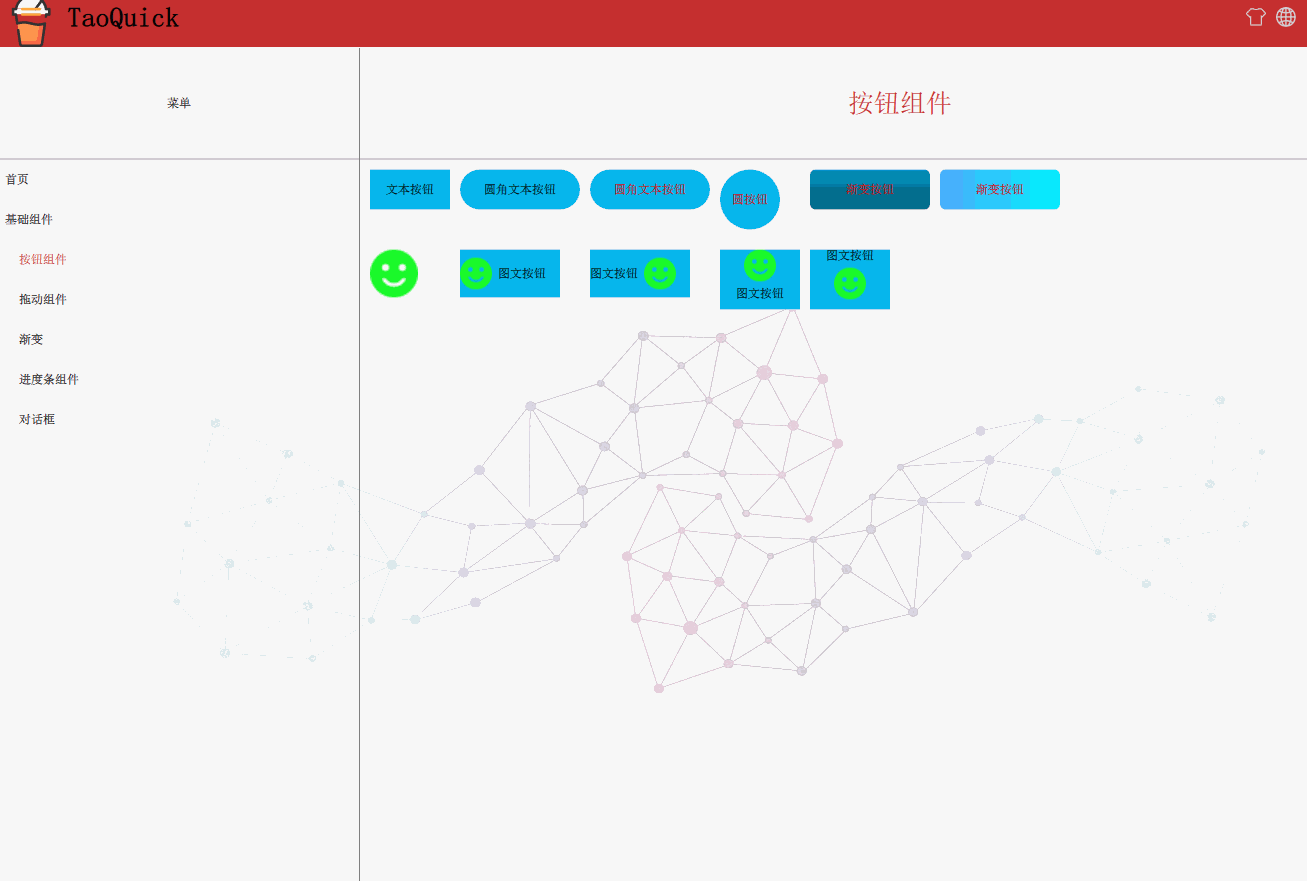 TaoQuick
菜单
按钮组件
首页
基础组件
按钮组件
拖动组件
渐变
进度条组件
对话框
文本按钮
圆角文本按钮
圆角文本按钮
圆按钮
渐变按钮
渐变按钮
图文按钮
图文按钮
图文按钮
图文按钮